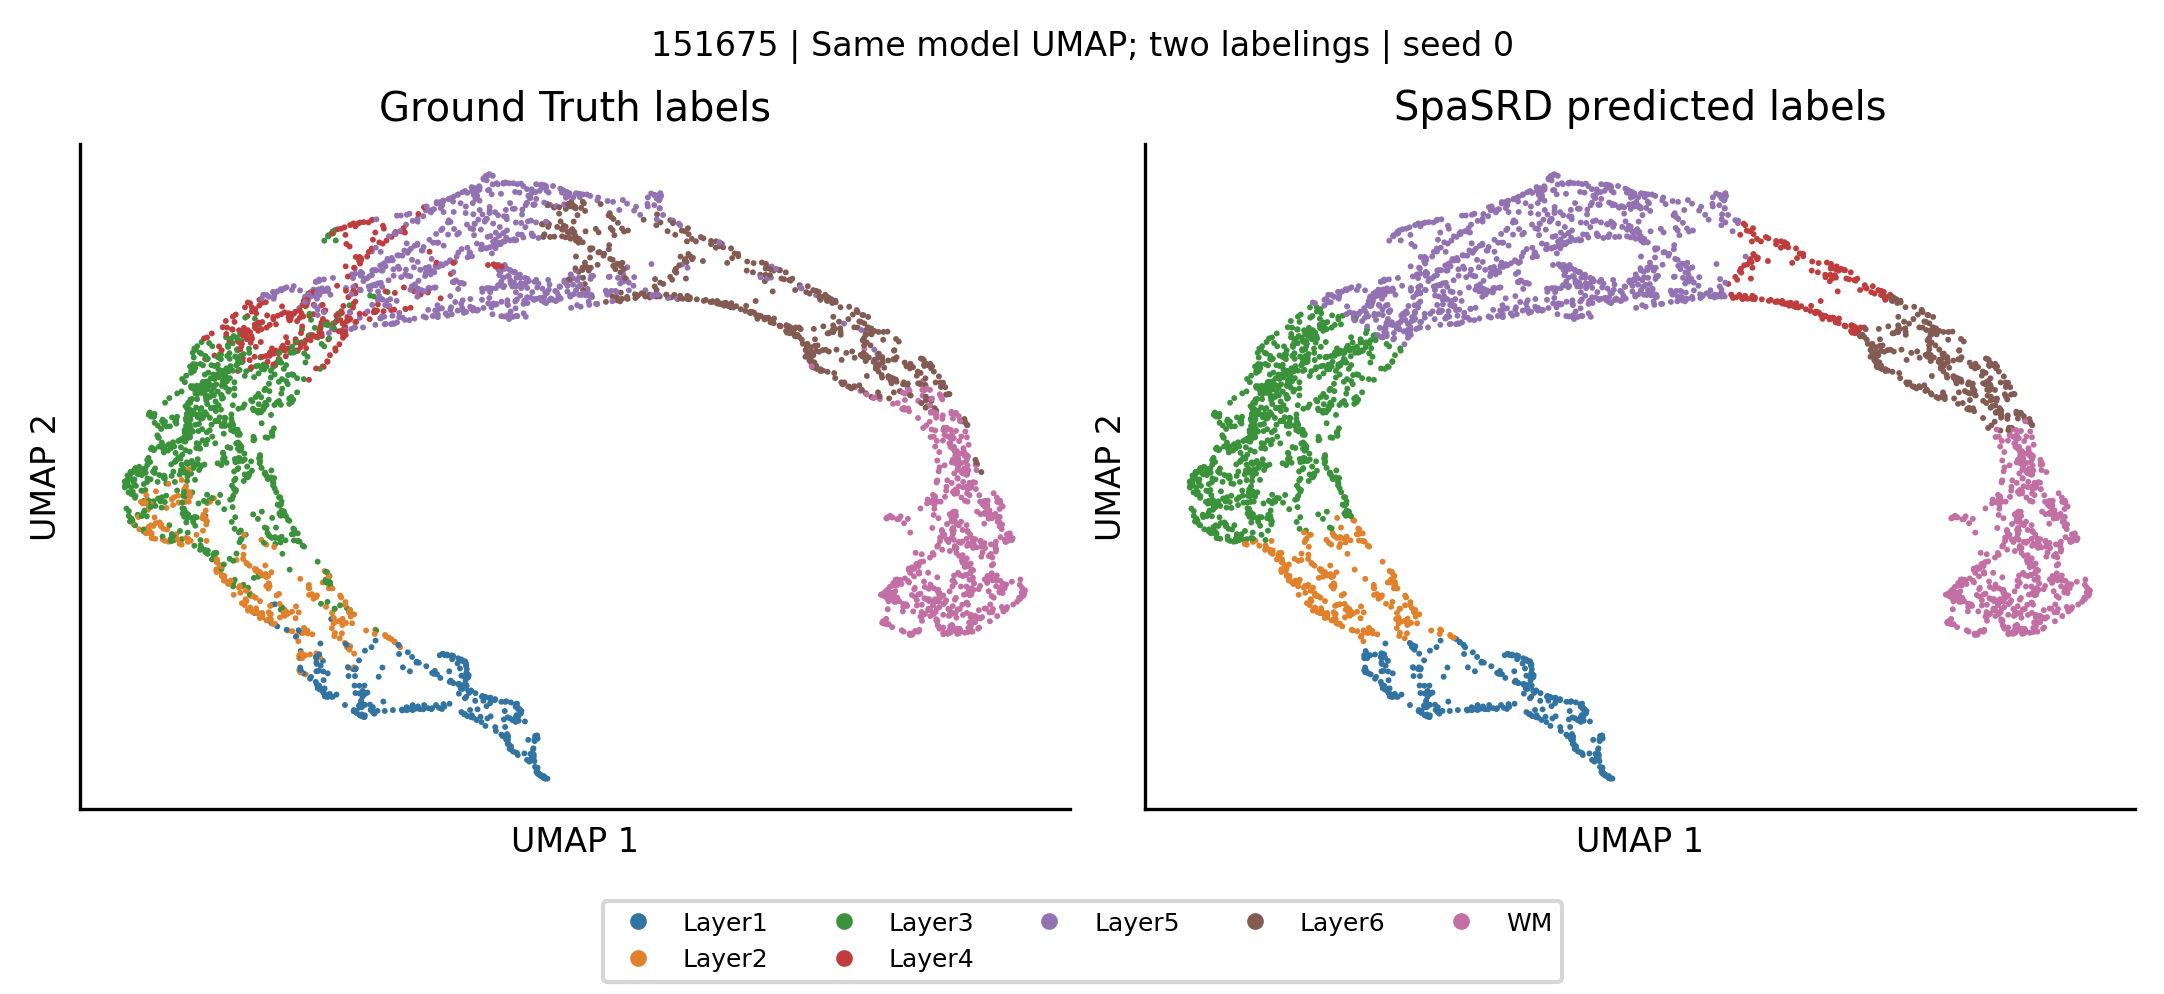 151675 | Same model UMAP; two labelings | seed 0
Ground Truth labels
SpaSRD predicted labels
UMAP 2
UMAP 2
UMAP 1
UMAP 1
Layer1 Layer3 Layer5 Layer6 WM
Layer2 Layer4